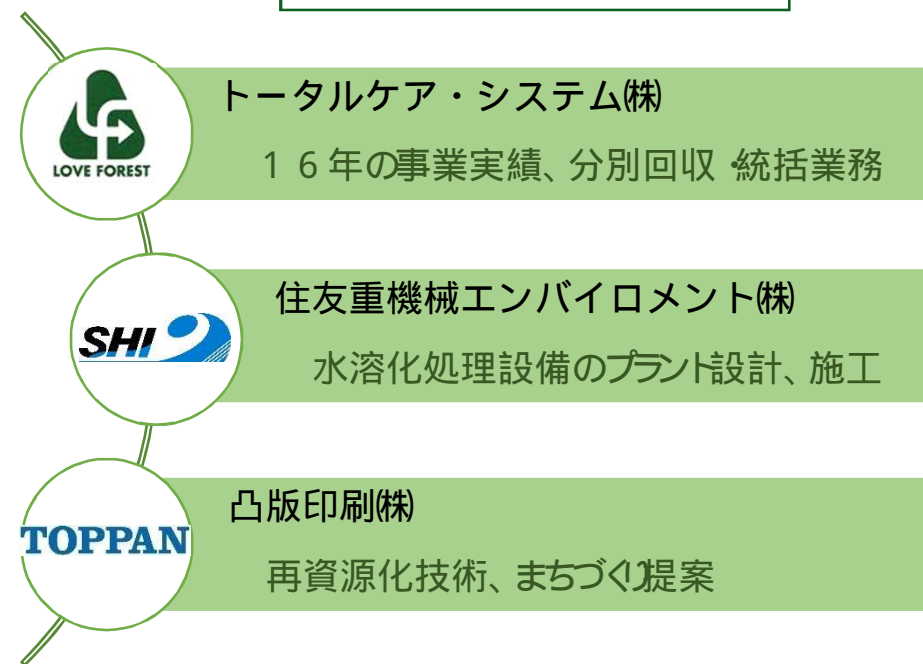 LOVE FOREST
トータルケア・システム㈱
16年の事業実績、分別回収・統括業務
SHI
住友重機械エンバイロメント㈱
水溶化処理設備のプラント設計、施工
TOPPAN
凸版印刷㈱
再資源化技術、まちづくり提案